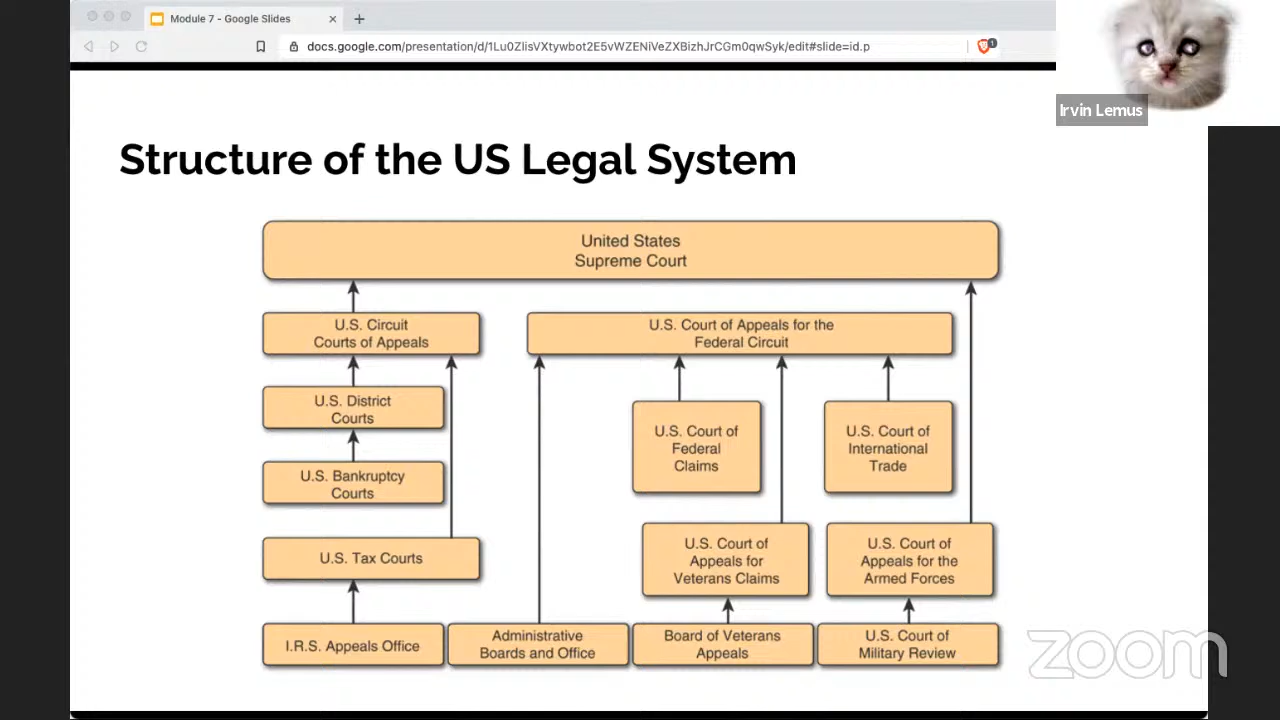 Module 7 - Google Slides
docs.google.com/presentation/d/1Lu0ZlisVXtywbot2E5vWZENiVeZXBizhJrCGm0qwSyk/edit#slide=id.p
1
Irvin Lemus
Structure of the US Legal System
United States
Supreme Court
U.S. Circuit
Courts of Appeals
U.S. Court of Appeals for the
Federal Circuit
U.S. District
Courts
U.S. Court of
Federal
Claims
U.S. Court of
International
Trade
U.S. Bankruptcy
Courts
U.S. Tax Courts
U.S. Court of
Appeals for
Veterans Claims
U.S. Court of
Appeals for the
Armed Forces
I.R.S. Appeals Office
Administrative
Boards and Office
Board of Veterans
Appeals
U.S. Court of
Military Review
zoom